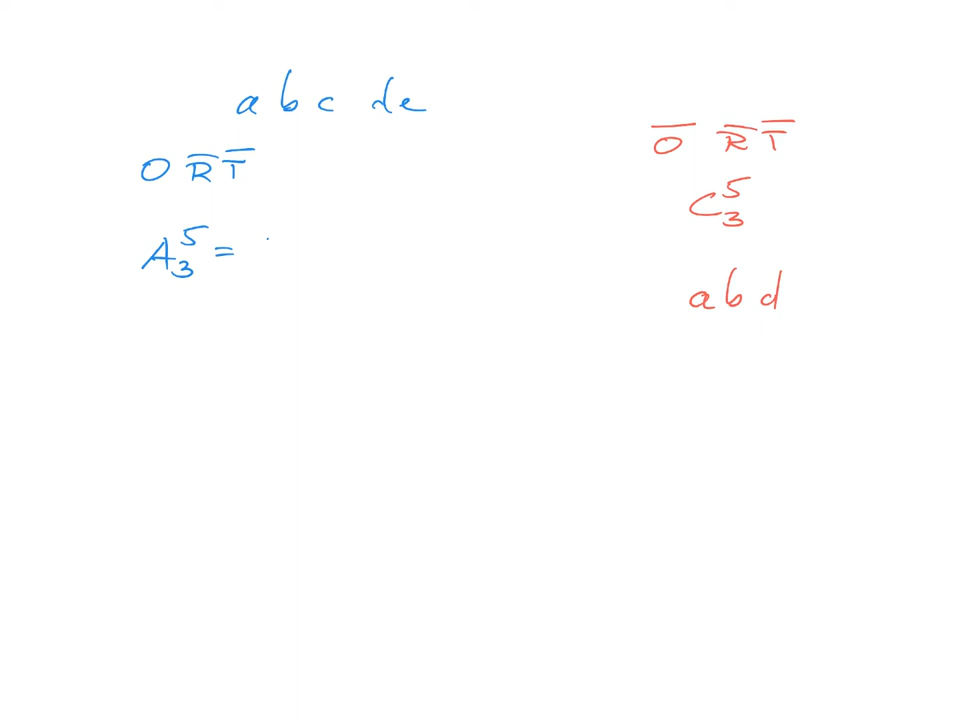 a b c d e
O R̅ T̅
A₃⁵ =
O̅ R̅ T̅
C₃⁵
a b d